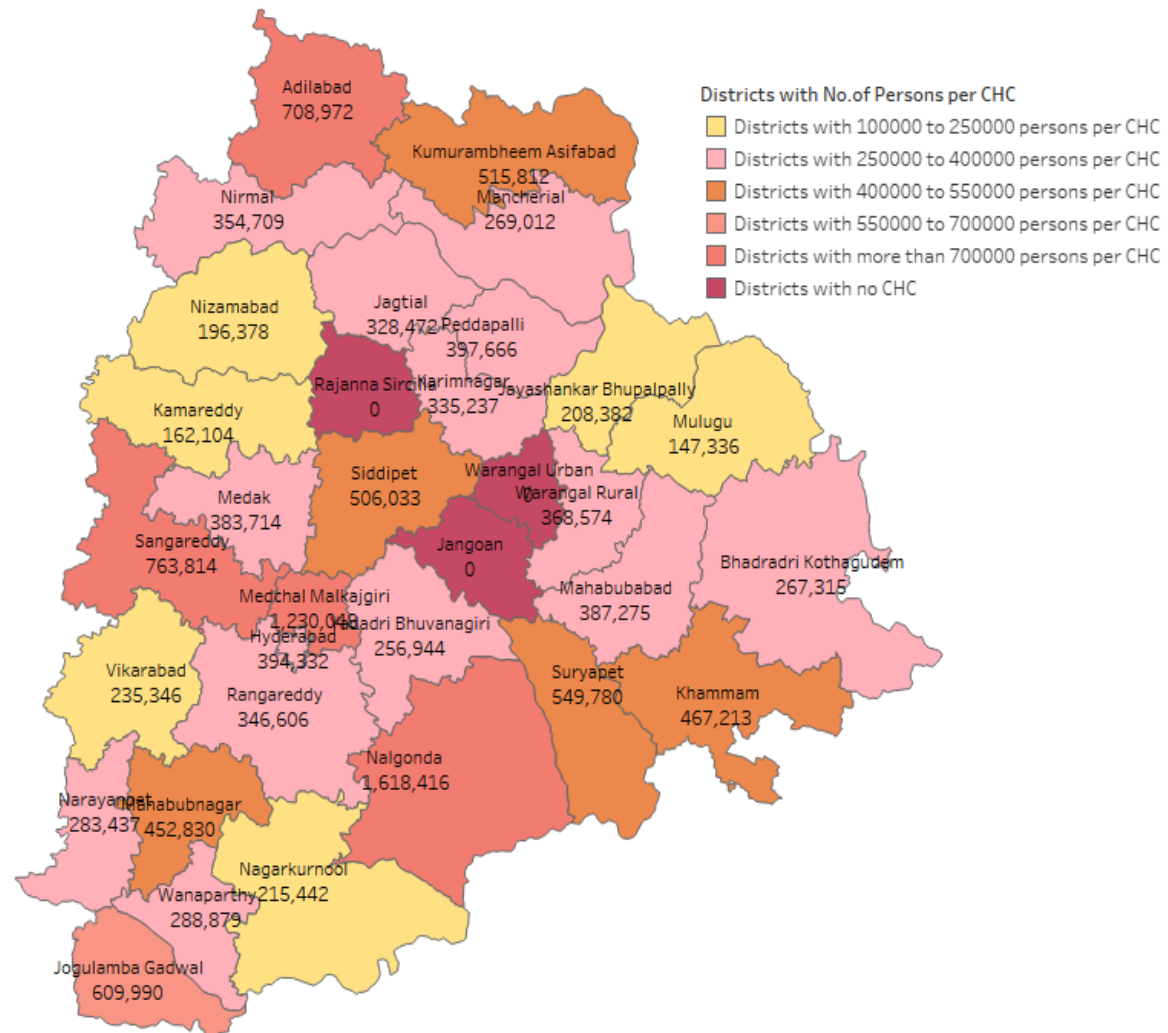 Districts with No.of Persons per CHC
Districts with 100000 to 250000 persons per CHC
Districts with 250000 to 400000 persons per CHC
Districts with 400000 to 550000 persons per CHC
Districts with 550000 to 700000 persons per CHC
Districts with more than 700000 persons per CHC
Districts with no CHC
Adilabad
708,972
Kumurambheem Asifabad
515,812
Nirmal
354,709
Mancherial
269,012
Nizamabad
196,378
Jagtial
328,472
Peddapalli
397,666
Rajanna Sircilla
0
Karimnagar
335,237
Jayashankar Bhupalpally
208,382
Kamareddy
162,104
Mulugu
147,336
Siddipet
506,033
Warangal Urban
0
Warangal Rural
368,574
Medak
383,714
Sangareddy
763,814
Jangoan
0
Bhadradri Kothagudem
267,315
Mahabubabad
387,275
Medchal Malkajgiri
1,230,049
Yadadri Bhuvanagiri
256,944
Hyderabad
394,332
Vikarabad
235,346
Rangareddy
346,606
Suryapet
549,780
Khammam
467,213
Nalgonda
1,618,416
Narayanpet
283,437
Mahabubnagar
452,830
Nagarkurnool
215,442
Wanaparthy
288,879
Jogulamba Gadwal
609,990